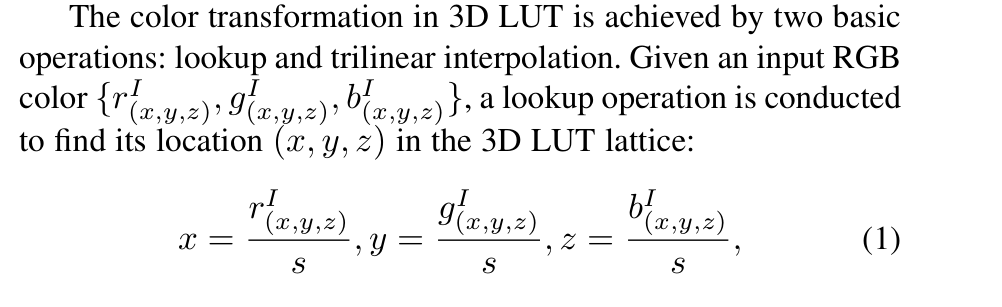 The color transformation in 3D LUT is achieved by two basic
operations: lookup and trilinear interpolation. Given an input RGB
color {r^I_{(x,y,z)}, g^I_{(x,y,z)}, b^I_{(x,y,z)}}, a lookup operation is conducted
to find its location (x, y, z) in the 3D LUT lattice:
x = \frac{r^I_{(x,y,z)}}{s}, y = \frac{g^I_{(x,y,z)}}{s}, z = \frac{b^I_{(x,y,z)}}{s}, (1)